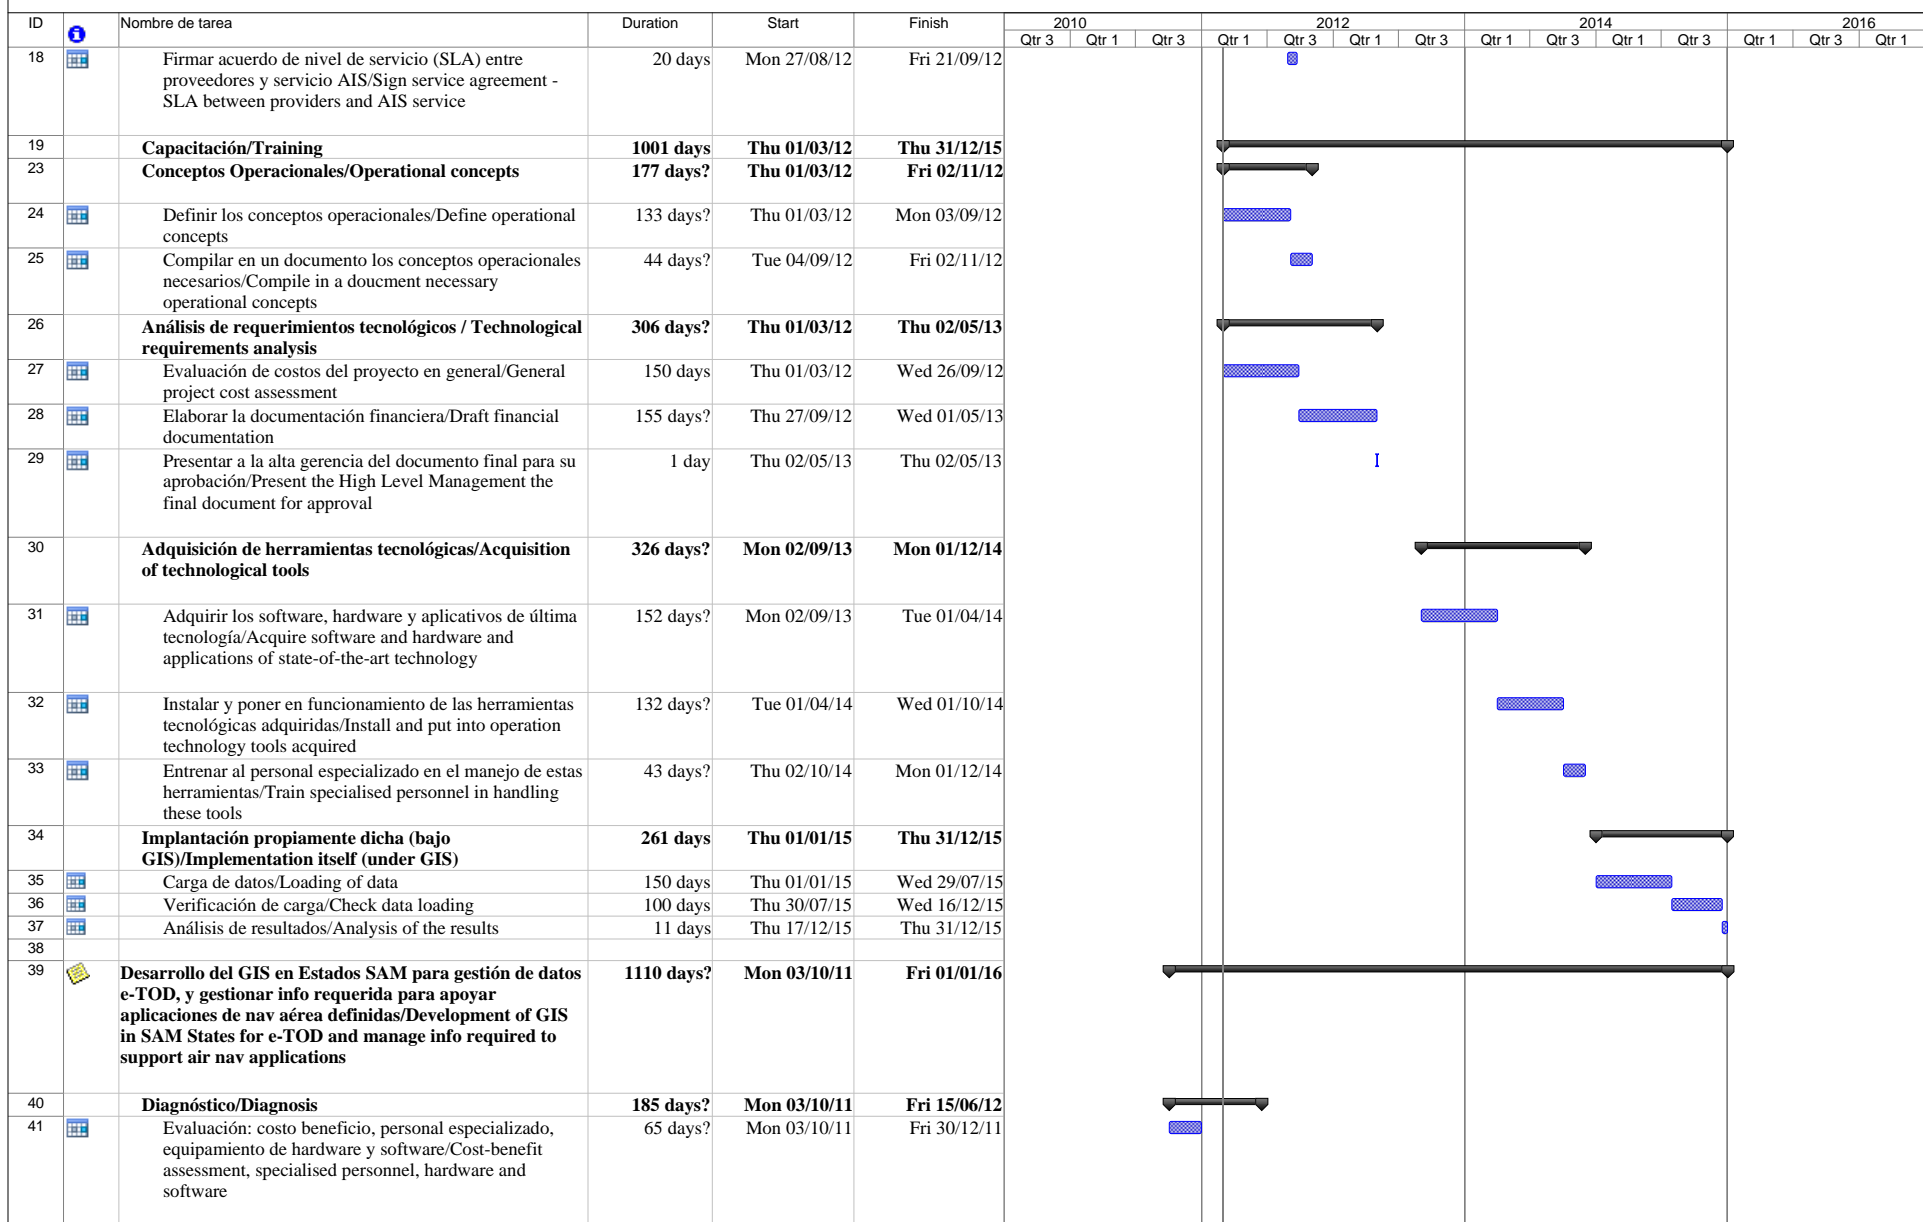 ID Nombre de tarea Duration Start Finish 2010 2012 2014 2016
Qtr 3 Qtr 1 Qtr 3 Qtr 1 Qtr 3 Qtr 1 Qtr 3 Qtr 1 Qtr 3 Qtr 1 Qtr 3 Qtr 1 Qtr 3 Qtr 1
18 Firmar acuerdo de nivel de servicio (SLA) entre 20 days Mon 27/08/12 Fri 21/09/12
proveedores y servicio AIS/Sign service agreement -
SLA between providers and AIS service
19 Capacitación/Training 1001 days Thu 01/03/12 Thu 31/12/15
23 Conceptos Operacionales/Operational concepts 177 days? Thu 01/03/12 Fri 02/11/12
24 Definir los conceptos operacionales/Define operational 133 days? Thu 01/03/12 Mon 03/09/12
concepts
25 Compilar en un documento los conceptos operacionales 44 days? Tue 04/09/12 Fri 02/11/12
necesarios/Compile in a doucment necessary
operational concepts
26 Análisis de requerimientos tecnológicos / Technological 306 days? Thu 01/03/12 Thu 02/05/13
requirements analysis
27 Evaluación de costos del proyecto en general/General 150 days Thu 01/03/12 Wed 26/09/12
project cost assessment
28 Elaborar la documentación financiera/Draft financial 155 days? Thu 27/09/12 Wed 01/05/13
documentation
29 Presentar a la alta gerencia del documento final para su 1 day Thu 02/05/13 Thu 02/05/13
aprobación/Present the High Level Management the
final document for approval
30 Adquisición de herramientas tecnológicas/Acquisition 326 days? Mon 02/09/13 Mon 01/12/14
of technological tools
31 Adquirir los software, hardware y aplicativos de última 152 days? Mon 02/09/13 Tue 01/04/14
tecnología/Acquire software and hardware and
applications of state-of-the-art technology
32 Instalar y poner en funcionamiento de las herramientas 132 days? Tue 01/04/14 Wed 01/10/14
tecnológicas adquiridas/Install and put into operation
technology tools acquired
33 Entrenar al personal especializado en el manejo de estas 43 days? Thu 02/10/14 Mon 01/12/14
herramientas/Train specialised personnel in handling
these tools
34 Implantación propiamente dicha (bajo 261 days Thu 01/01/15 Thu 31/12/15
GIS)/Implementation itself (under GIS)
35 Carga de datos/Loading of data 150 days Thu 01/01/15 Wed 29/07/15
36 Verificación de carga/Check data loading 100 days Thu 30/07/15 Wed 16/12/15
37 Análisis de resultados/Analysis of the results 11 days Thu 17/12/15 Thu 31/12/15
38
39 Desarrollo del GIS en Estados SAM para gestión de datos 1110 days? Mon 03/10/11 Fri 01/01/16
e-TOD, y gestionar info requerida para apoyar
aplicaciones de nav aérea definidas/Development of GIS
in SAM States for e-TOD and manage info required to
support air nav applications
40 Diagnóstico/Diagnosis 185 days? Mon 03/10/11 Fri 15/06/12
41 Evaluación: costo beneficio, personal especializado, 65 days? Mon 03/10/11 Fri 30/12/11
equipamiento de hardware y software/Cost-benefit
assessment, specialised personnel, hardware and
software